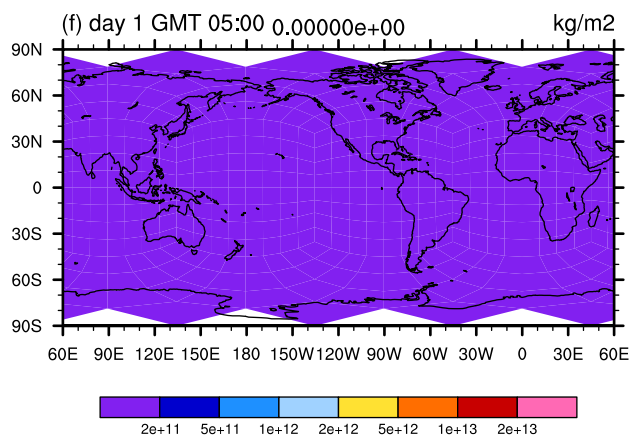 (f) day 1 GMT 05:00 0.00000e+00 kg/m2
90N
60N
30N
0
30S
60S
90S
60E 90E 120E 150E 180 150W 120W 90W 60W 30W 0 30E 60E
2e+11 5e+11 1e+12 2e+12 5e+12 1e+13 2e+13